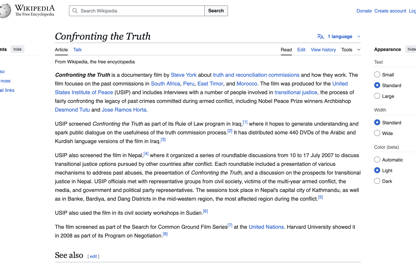 WIKIPEDIA
The Free Encyclopedia
Search Wikipedia
Search
Donate Create account Log
Confronting the Truth
1 language
Article Talk
Read Edit View history Tools
From Wikipedia, the free encyclopedia
Confronting the Truth is a documentary film by Steve York about truth and reconciliation commissions and how they work. The
film focuses on the past commissions in South Africa, Peru, East Timor, and Morocco. The film was produced for the United
States Institute of Peace (USIP) and includes interviews with a number of people involved in transitional justice, the process of
fairly confronting the legacy of past crimes committed during armed conflict, including Nobel Peace Prize winners Archbishop
Desmond Tutu and Jose Ramos Horta.
USIP screened Confronting the Truth as part of its Rule of Law program in Iraq,[1] where it hopes to generate understanding and
spark public dialogue on the usefulness of the truth commission process.[2] It has distributed some 440 DVDs of the Arabic and
Kurdish language versions of the film in Iraq.[3]
USIP also screened the film in Nepal,[4] where it organized a series of roundtable discussions from 10 to 17 July 2007 to discuss
transitional justice options pursued by other countries after conflict. Each roundtable included a presentation of various
mechanisms to address past abuses, the presentation of Confronting the Truth, and a discussion on the prospects for transitional
justice in Nepal. USIP officials met with representative groups from civil society, victims of the multi-year armed conflict, the
media, and government and political party representatives. The sessions took place in Nepal's capital city of Kathmandu, as well
as in Banke, Bardiya, and Dang Districts in the mid-western region, the most affected region during the conflict.[5]
USIP also used the film in its civil society workshops in Sudan.[6]
The film screened as part of the Search for Common Ground Film Series[7] at the United Nations. Harvard University showed it
in 2008 as part of its Program on Negotiation.[8]
See also [ edit ]
nts hide
Appearance hide
Text
Small
Standard
Large
Width
Standard
Wide
Color (beta)
Automatic
Light
Dark